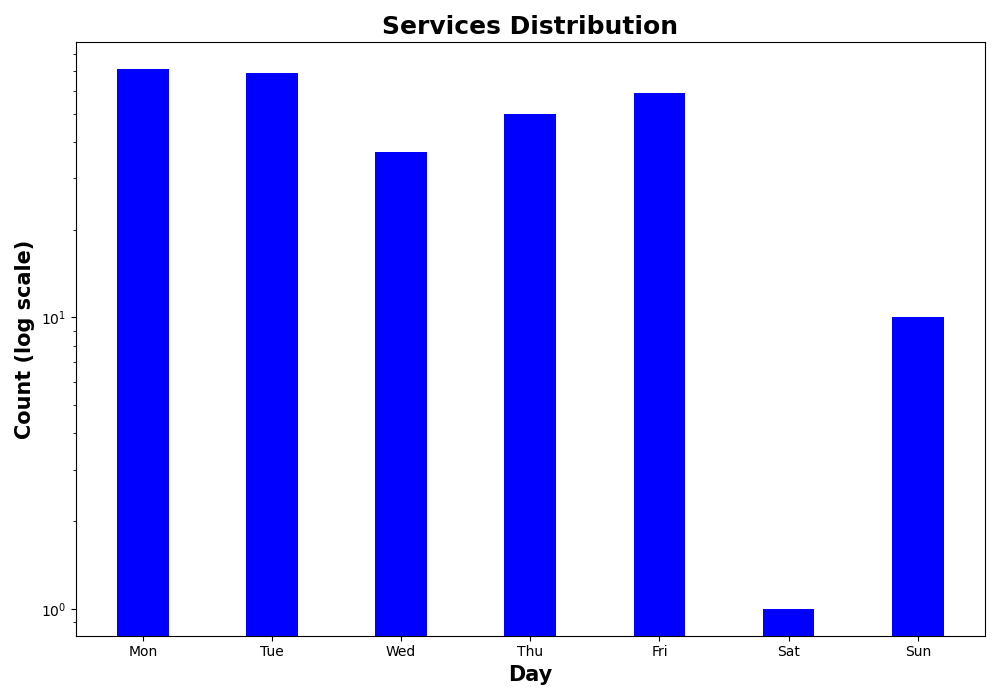 Services Distribution
Count (log scale)
10¹
10⁰
Mon Tue Wed Thu Fri Sat Sun
Day